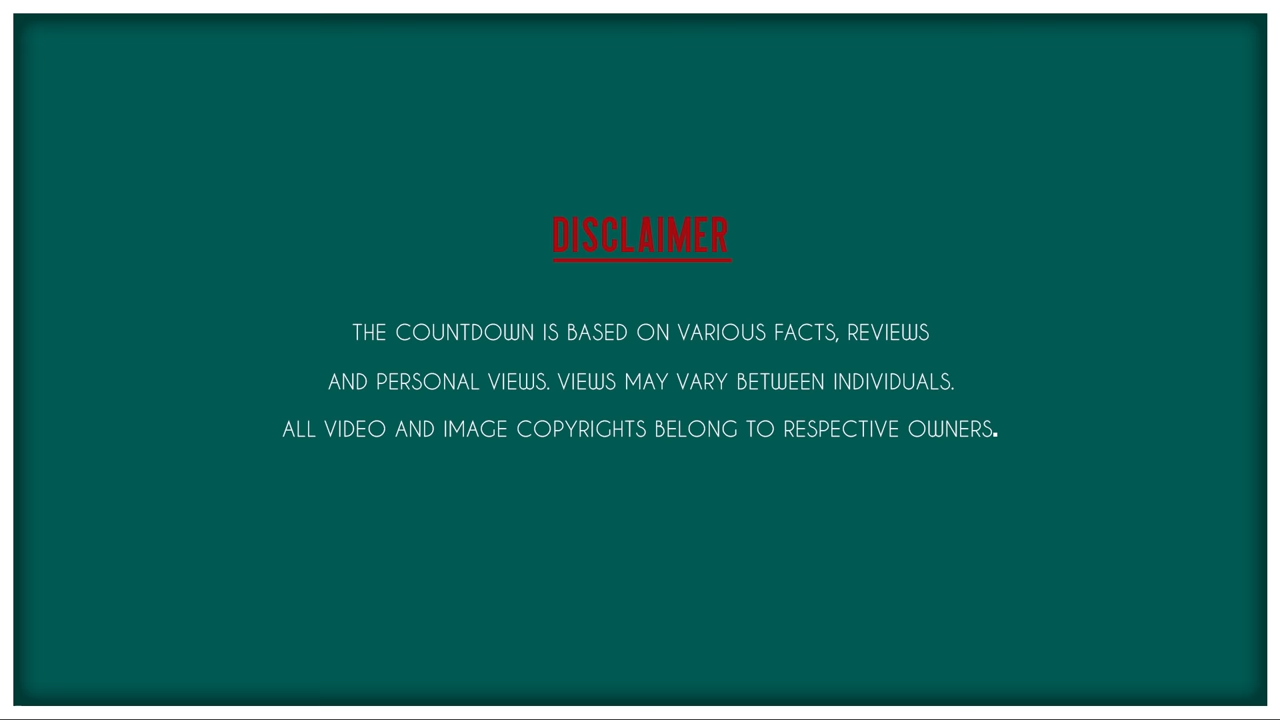 DISCLAIMER
THE COUNTDOWN IS BASED ON VARIOUS FACTS, REVIEWS
AND PERSONAL VIEWS. VIEWS MAY VARY BETWEEN INDIVIDUALS.
ALL VIDEO AND IMAGE COPYRIGHTS BELONG TO RESPECTIVE OWNERS.